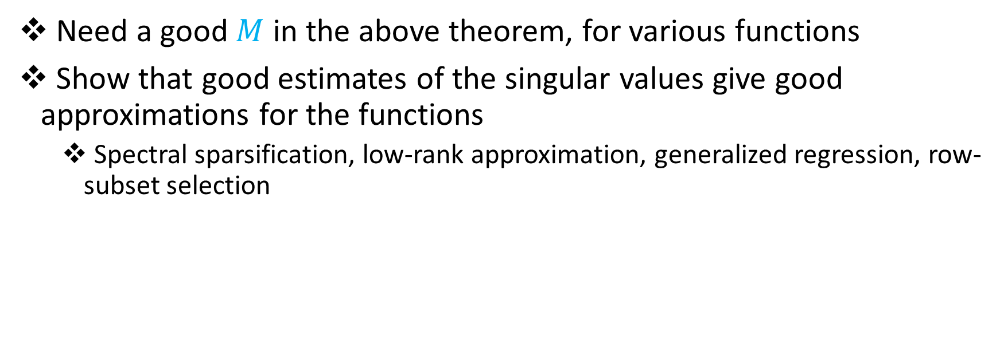 ❖ Need a good M in the above theorem, for various functions
❖ Show that good estimates of the singular values give good
approximations for the functions
❖ Spectral sparsification, low-rank approximation, generalized regression, row-
subset selection